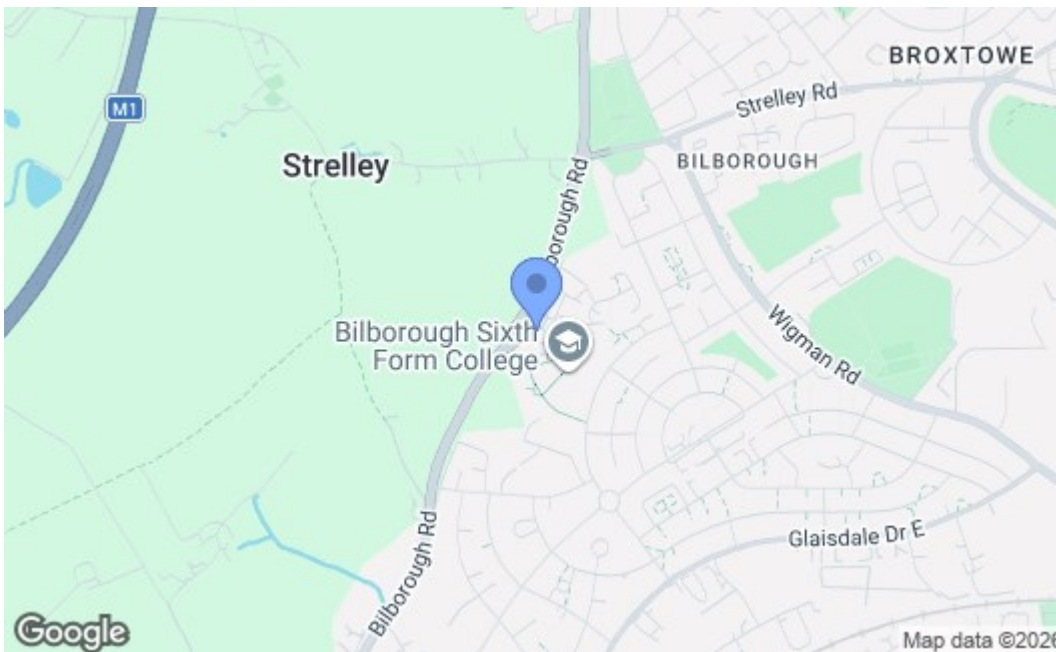 BROXTOWE
Strelley Rd
M1
BILBOROUGH
Strelley
borough Rd
Bilborough Sixth
Form College
Wigman Rd
Glaisdale Dr E
Bilborough Rd
Google
Map data ©2026